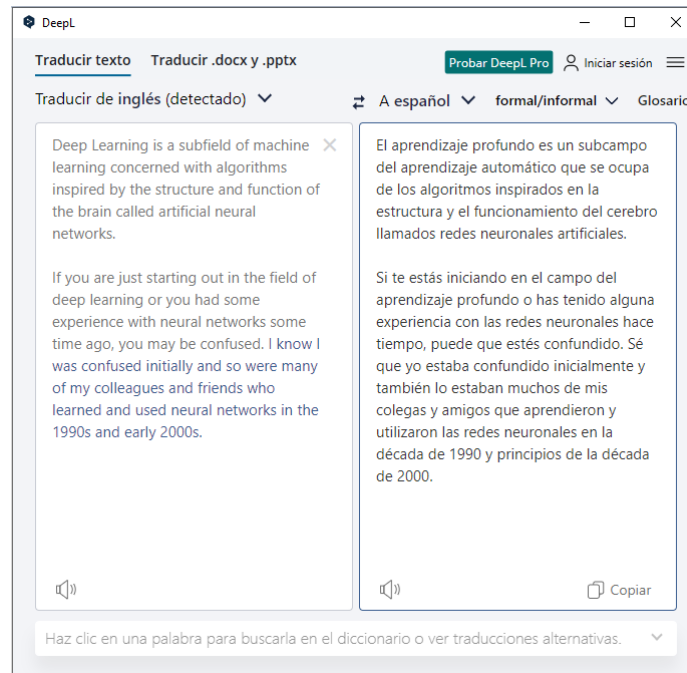 DeepL
Traducir texto Traducir .docx y .pptx Probar DeepL Pro Iniciar sesión
Traducir de inglés (detectado) A español formal/informal Glosario
Deep Learning is a subfield of machine
learning concerned with algorithms
inspired by the structure and function of
the brain called artificial neural
networks.
If you are just starting out in the field of
deep learning or you had some
experience with neural networks some
time ago, you may be confused. I know I
was confused initially and so were many
of my colleagues and friends who
learned and used neural networks in the
1990s and early 2000s.
El aprendizaje profundo es un subcampo
del aprendizaje automático que se ocupa
de los algoritmos inspirados en la
estructura y el funcionamiento del cerebro
llamados redes neuronales artificiales.
Si te estás iniciando en el campo del
aprendizaje profundo o has tenido alguna
experiencia con las redes neuronales hace
tiempo, puede que estés confundido. Sé
que yo estaba confundido inicialmente y
también lo estaban muchos de mis
colegas y amigos que aprendieron y
utilizaron las redes neuronales en la
década de 1990 y principios de la década
de 2000.
Copiar
Haz clic en una palabra para buscarla en el diccionario o ver traducciones alternativas.